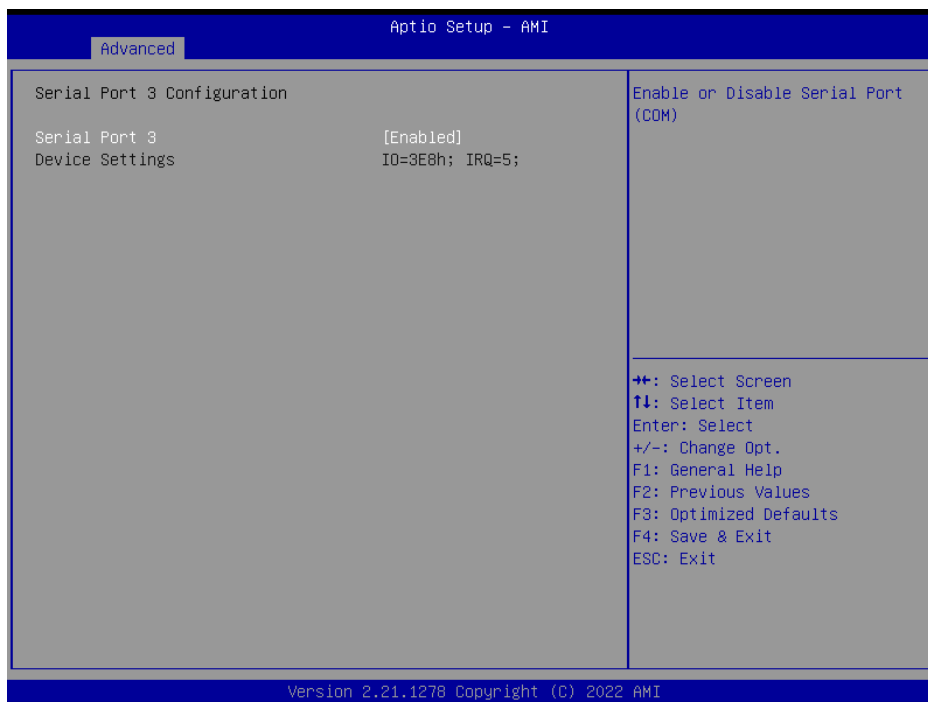 Aptio Setup - AMI
Advanced
Serial Port 3 Configuration
Serial Port 3 [Enabled]
Device Settings IO=3E8h; IRQ=5;
Enable or Disable Serial Port
(COM)
→←: Select Screen
↑↓: Select Item
Enter: Select
+/-: Change Opt.
F1: General Help
F2: Previous Values
F3: Optimized Defaults
F4: Save & Exit
ESC: Exit
Version 2.21.1278 Copyright (C) 2022 AMI